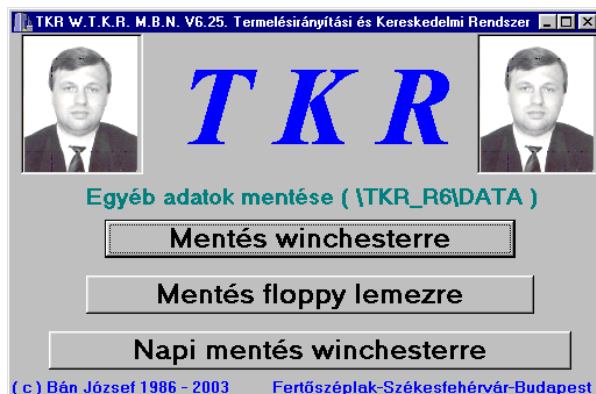 TKR W.T.K.R. M.B.N. V6.25. Termelésirányítási és Kereskedelmi Rendszer
T K R
Egyéb adatok mentése ( \TKR_R6\DATA )
Mentés winchesterre
Mentés floppy lemezre
Napi mentés winchesterre
( c ) Bán József 1986 - 2003 Fertőszéplak-Székesfehérvár-Budapest